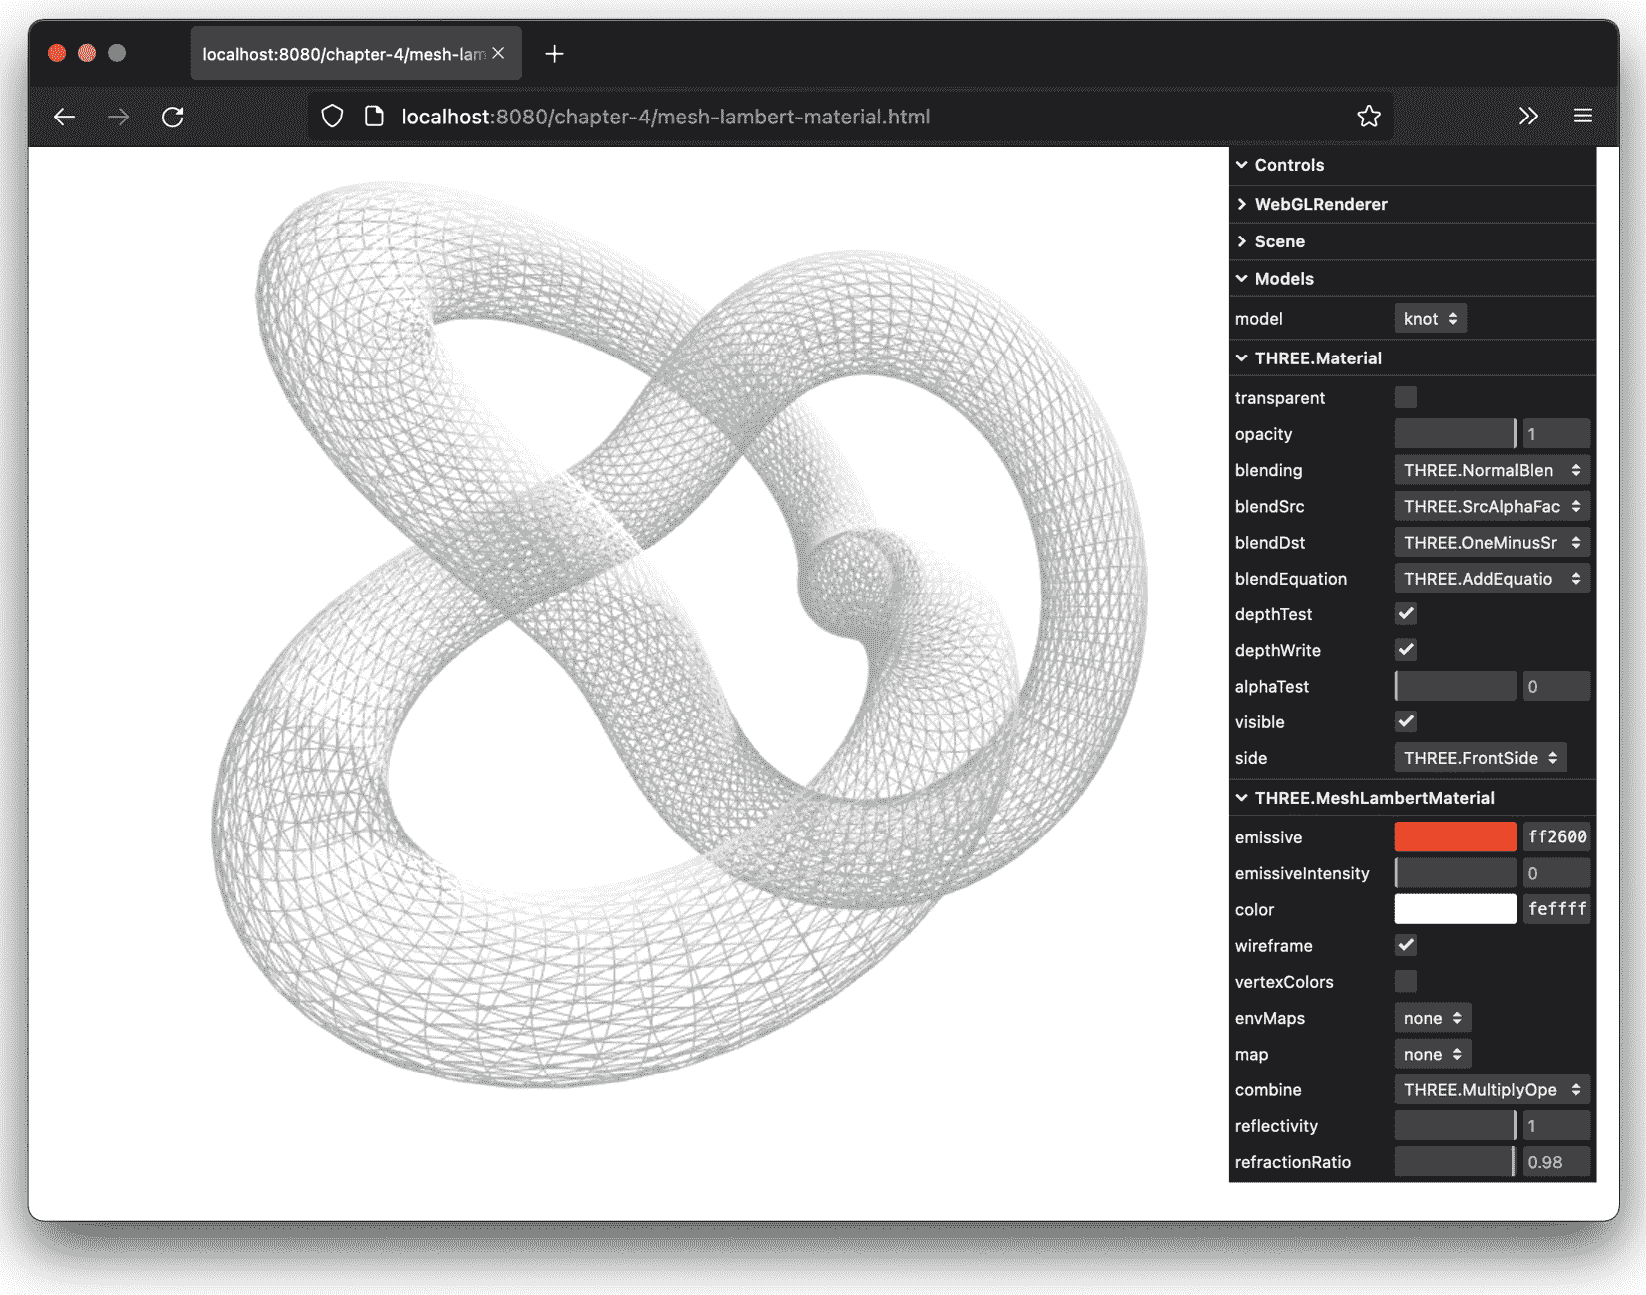 localhost:8080/chapter-4/mesh-lam
localhost:8080/chapter-4/mesh-lambert-material.html
Controls
WebGLRenderer
Scene
Models
model knot
THREE.Material
transparent
opacity 1
blending THREE.NormalBlen
blendSrc THREE.SrcAlphaFac
blendDst THREE.OneMinusSr
blendEquation THREE.AddEquatio
depthTest
depthWrite
alphaTest 0
visible
side THREE.FrontSide
THREE.MeshLambertMaterial
emissive ff2600
emissiveIntensity 0
color feffff
wireframe
vertexColors
envMaps none
map none
combine THREE.MultiplyOpe
reflectivity 1
refractionRatio 0.98